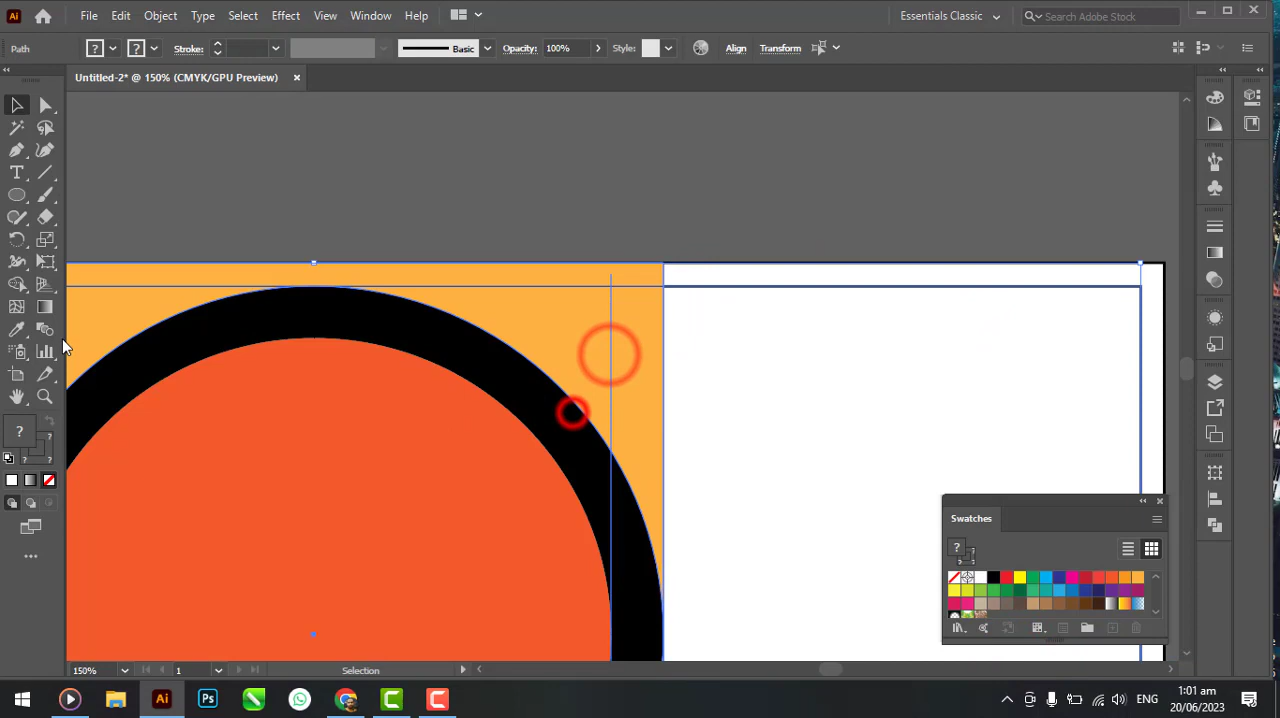 Ai File Edit Object Type Select Effect View Window Help Essentials Classic Search Adobe Stock
Path ? ? Stroke: Basic Opacity: 100% Style: Align Transform
Untitled-2* @ 150% (CMYK/GPU Preview)
T
?
? ?
Swatches
?
150% 1 Selection
Ai Ps ENG 1:01 am
20/06/2023